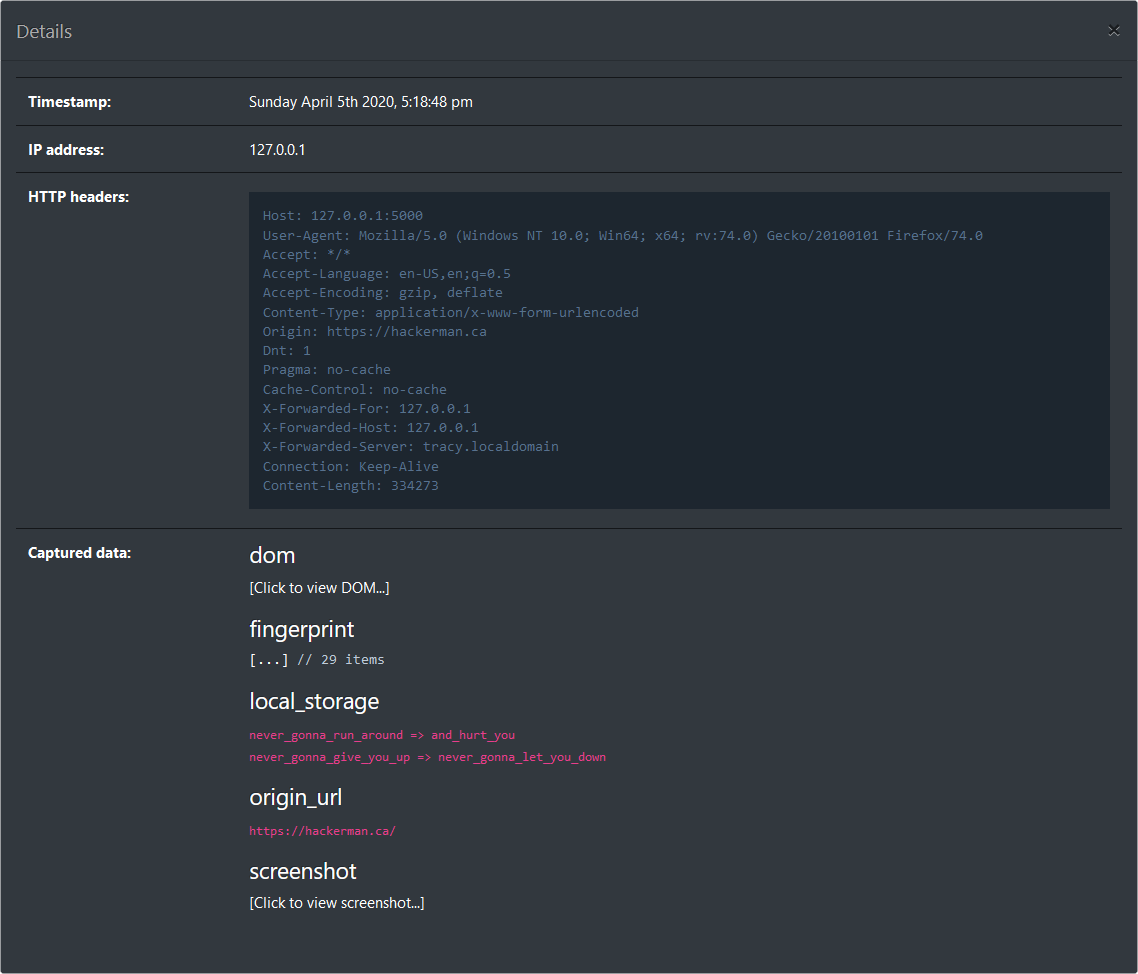 Details
×
Timestamp: Sunday April 5th 2020, 5:18:48 pm
IP address: 127.0.0.1
HTTP headers:
Host: 127.0.0.1:5000
User-Agent: Mozilla/5.0 (Windows NT 10.0; Win64; x64; rv:74.0) Gecko/20100101 Firefox/74.0
Accept: */*
Accept-Language: en-US,en;q=0.5
Accept-Encoding: gzip, deflate
Content-Type: application/x-www-form-urlencoded
Origin: https://hackerman.ca
Dnt: 1
Pragma: no-cache
Cache-Control: no-cache
X-Forwarded-For: 127.0.0.1
X-Forwarded-Host: 127.0.0.1
X-Forwarded-Server: tracy.localdomain
Connection: Keep-Alive
Content-Length: 334273
Captured data:
dom
[Click to view DOM...]
fingerprint
[...] // 29 items
local_storage
never_gonna_run_around => and_hurt_you
never_gonna_give_you_up => never_gonna_let_you_down
origin_url
https://hackerman.ca/
screenshot
[Click to view screenshot...]